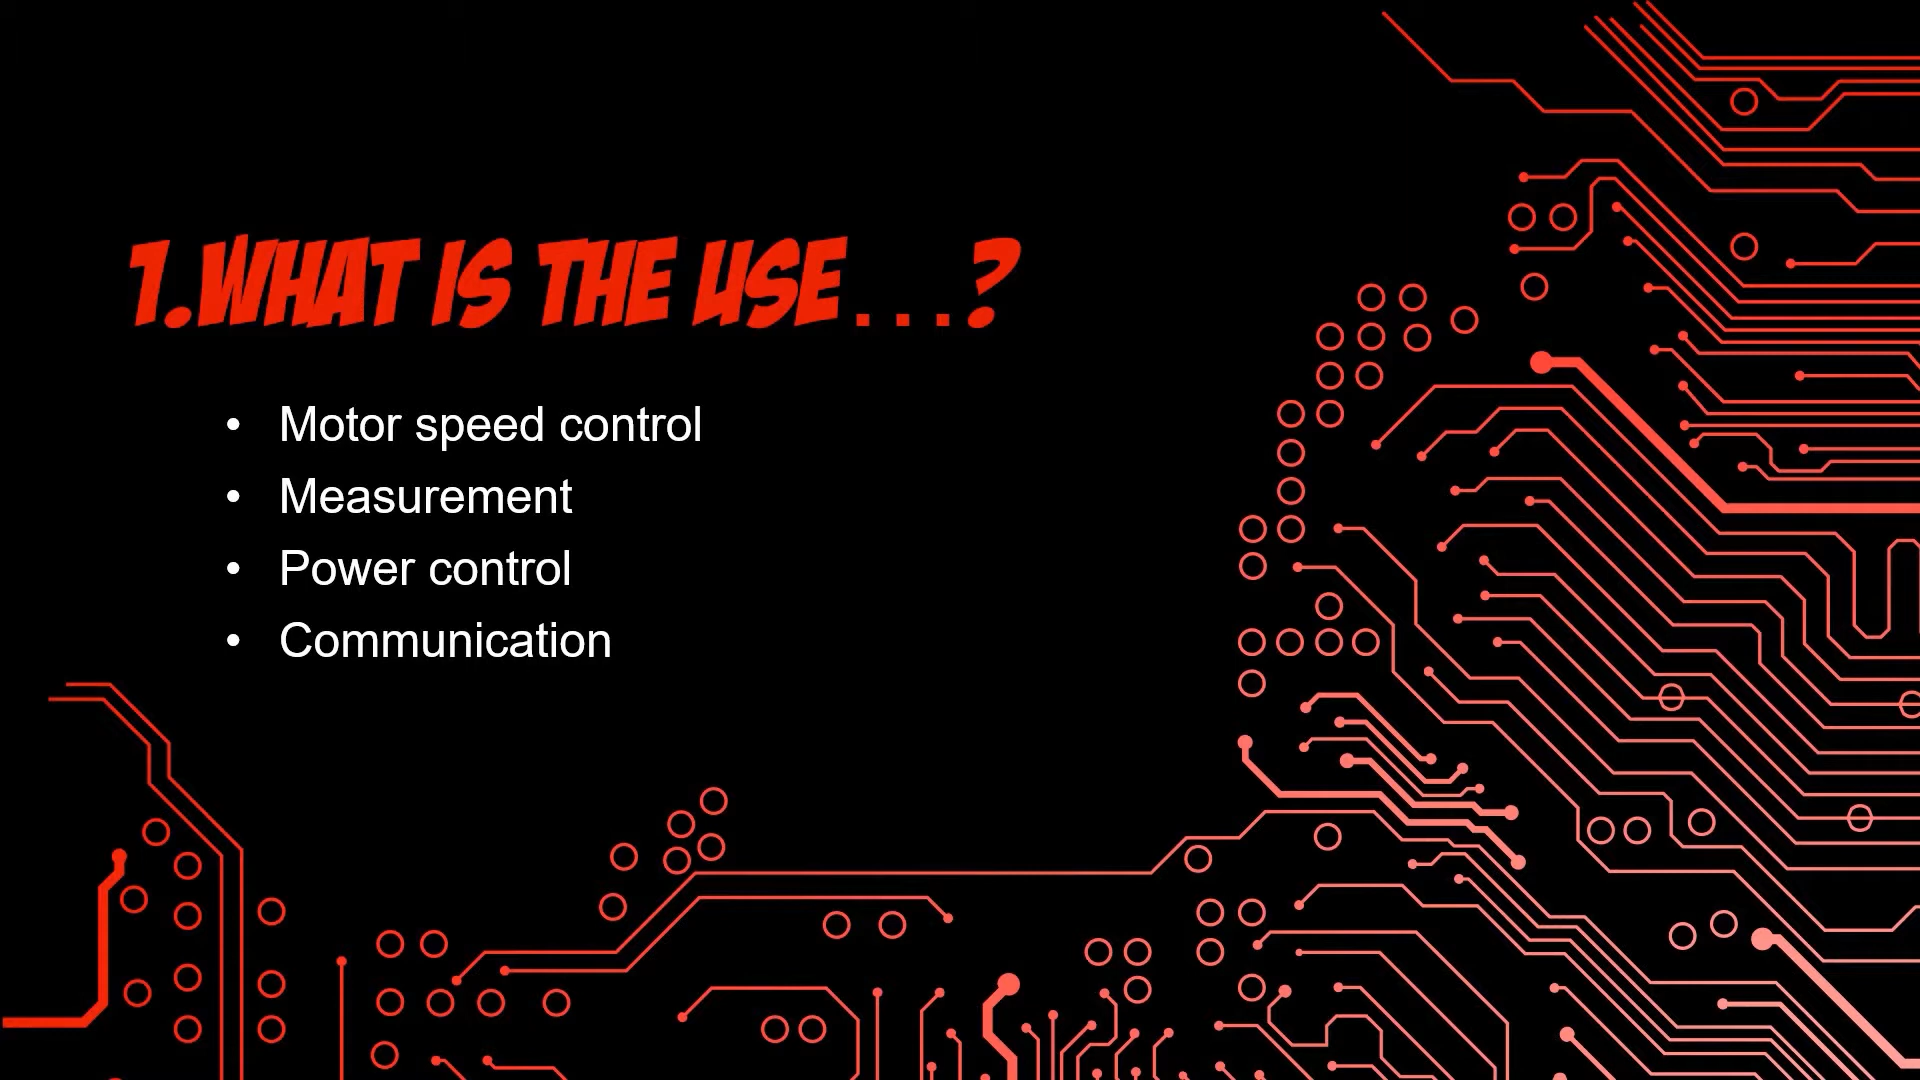 1.WHAT IS THE USE...?
• Motor speed control
• Measurement
• Power control
• Communication